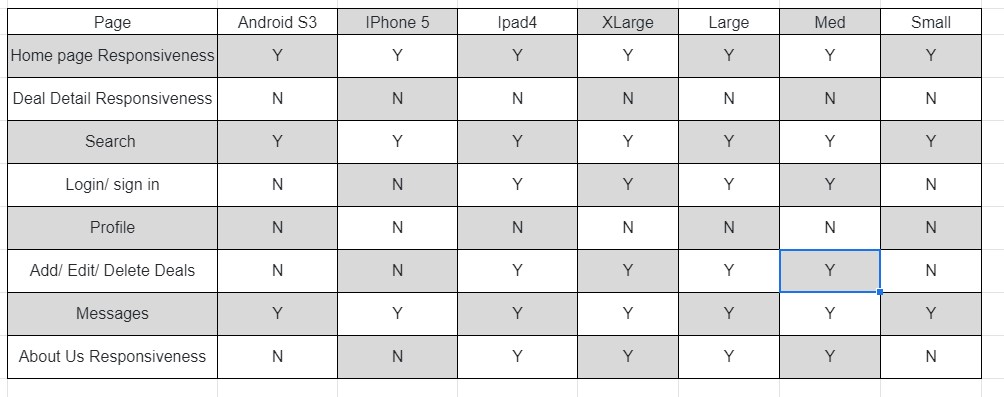 Page Android S3 IPhone 5 Ipad4 XLarge Large Med Small
Home page Responsiveness Y Y Y Y Y Y Y
Deal Detail Responsiveness N N N N N N N
Search Y Y Y Y Y Y Y
Login/ sign in N N Y Y Y Y N
Profile N N N N N N N
Add/ Edit/ Delete Deals N N Y Y Y Y N
Messages Y Y Y Y Y Y Y
About Us Responsiveness N N Y Y Y Y N